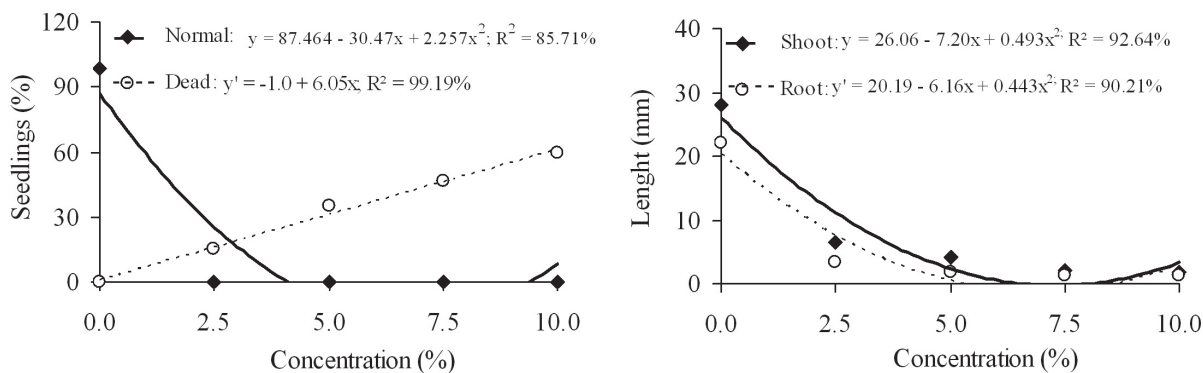 120
90
60
30
0
Seedlings (%)
Normal: y = 87.464 - 30.47x + 2.257x²; R² = 85.71%
Dead: y' = -1.0 + 6.05x; R² = 99.19%
0.0 2.5 5.0 7.5 10.0
Concentration (%)
40
30
20
10
0
Lenght (mm)
Shoot: y = 26.06 - 7.20x + 0.493x²; R² = 92.64%
Root: y' = 20.19 - 6.16x + 0.443x²; R² = 90.21%
0.0 2.5 5.0 7.5 10.0
Concentration (%)